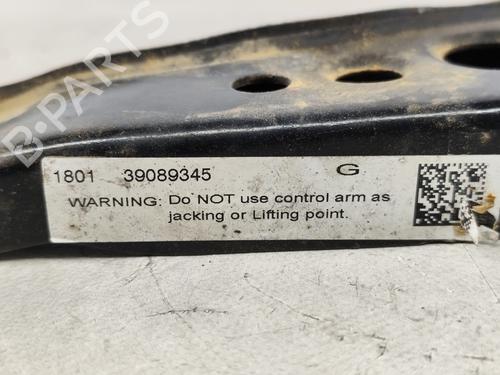 B-PARTS
1801 39089345 G
WARNING: Do NOT use control arm as
jacking or Lifting point.